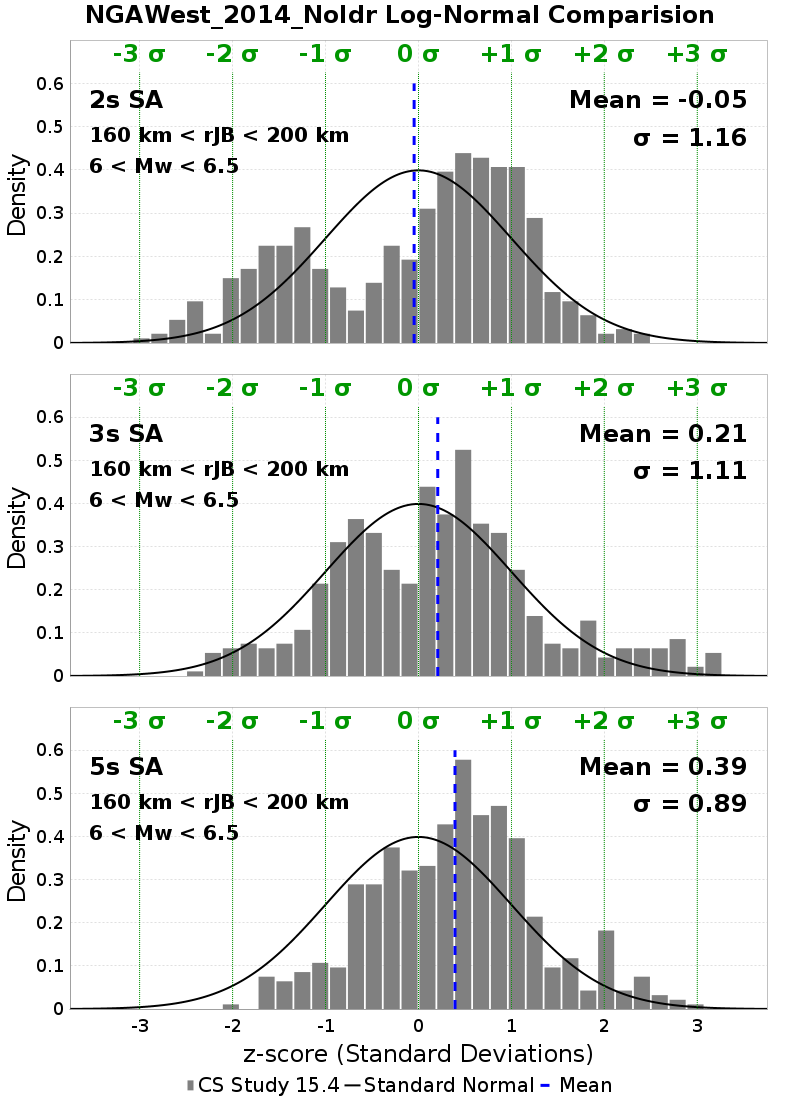 NGAWest_2014_NoIdr Log-Normal Comparision
-3 σ -2 σ -1 σ 0 σ +1 σ +2 σ +3 σ
2s SA Mean = -0.05
160 km < rJB < 200 km σ = 1.16
6 < Mw < 6.5
Density
0.6
0.5
0.4
0.3
0.2
0.1
0
-3 σ -2 σ -1 σ 0 σ +1 σ +2 σ +3 σ
3s SA Mean = 0.21
160 km < rJB < 200 km σ = 1.11
6 < Mw < 6.5
Density
0.6
0.5
0.4
0.3
0.2
0.1
0
-3 σ -2 σ -1 σ 0 σ +1 σ +2 σ +3 σ
5s SA Mean = 0.39
160 km < rJB < 200 km σ = 0.89
6 < Mw < 6.5
Density
0.6
0.5
0.4
0.3
0.2
0.1
0
-3 -2 -1 0 1 2 3
z-score (Standard Deviations)
CS Study 15.4 Standard Normal Mean